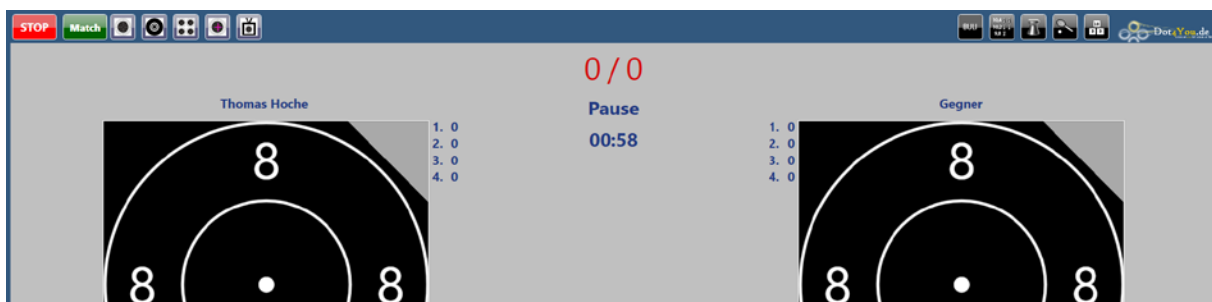 STOP Match Dot4You.de
0 / 0
Thomas Hoche
Pause
Gegner
00:58
1. 0
2. 0
3. 0
4. 0
1. 0
2. 0
3. 0
4. 0
8
8
8 8
8 8